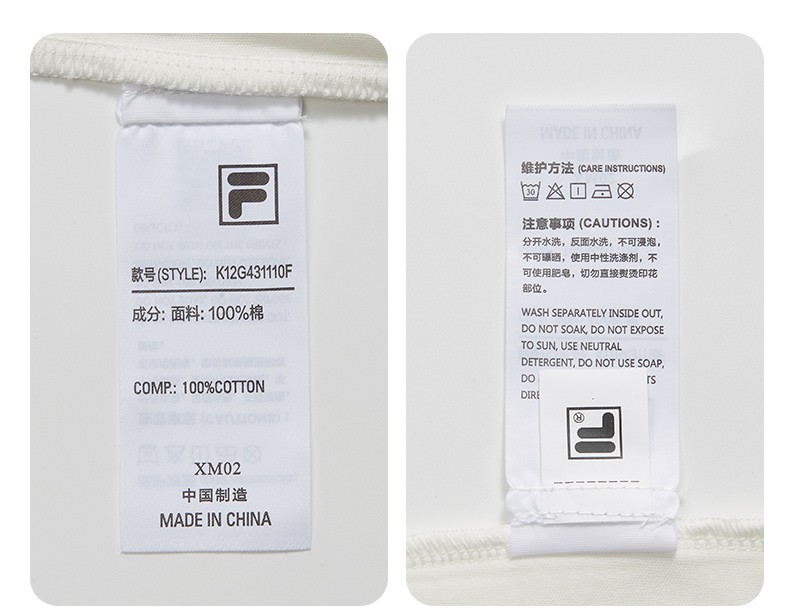 款号(STYLE): K12G431110F
成分: 面料: 100%棉
COMP.: 100%COTTON
XM02
中国制造
MADE IN CHINA
MADE IN CHINA
维护方法 (CARE INSTRUCTIONS)
30
注意事项 (CAUTIONS) :
分开水洗，反面水洗，不可浸泡，
不可曝晒，使用中性洗涤剂，不
可使用肥皂，切勿直接熨烫印花
部位。
WASH SEPARATELY INSIDE OUT,
DO NOT SOAK, DO NOT EXPOSE
TO SUN, USE NEUTRAL
DETERGENT, DO NOT USE SOAP,
DO
F
®